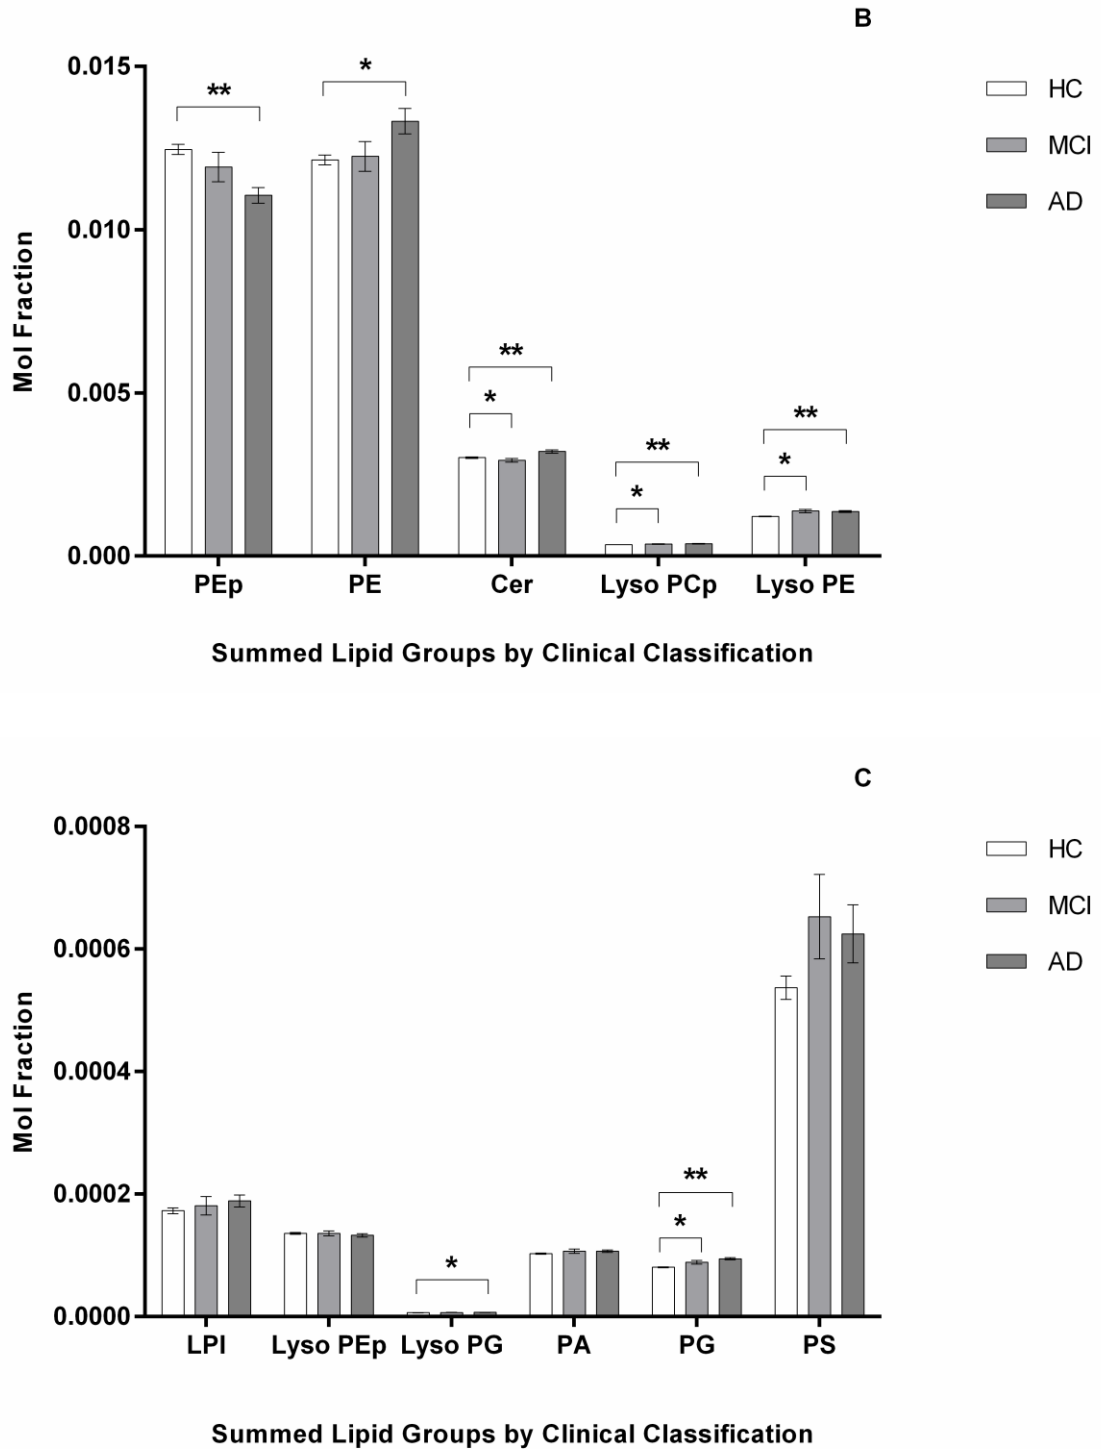 B
0.015
0.010
0.005
0.000
Mol Fraction
**
*
**
*
**
*
**
*
HC
MCI
AD
PEp PE Cer Lyso PCp Lyso PE
Summed Lipid Groups by Clinical Classification
C
0.0008
0.0006
0.0004
0.0002
0.0000
Mol Fraction
*
**
*
HC
MCI
AD
LPI Lyso PEp Lyso PG PA PG PS
Summed Lipid Groups by Clinical Classification